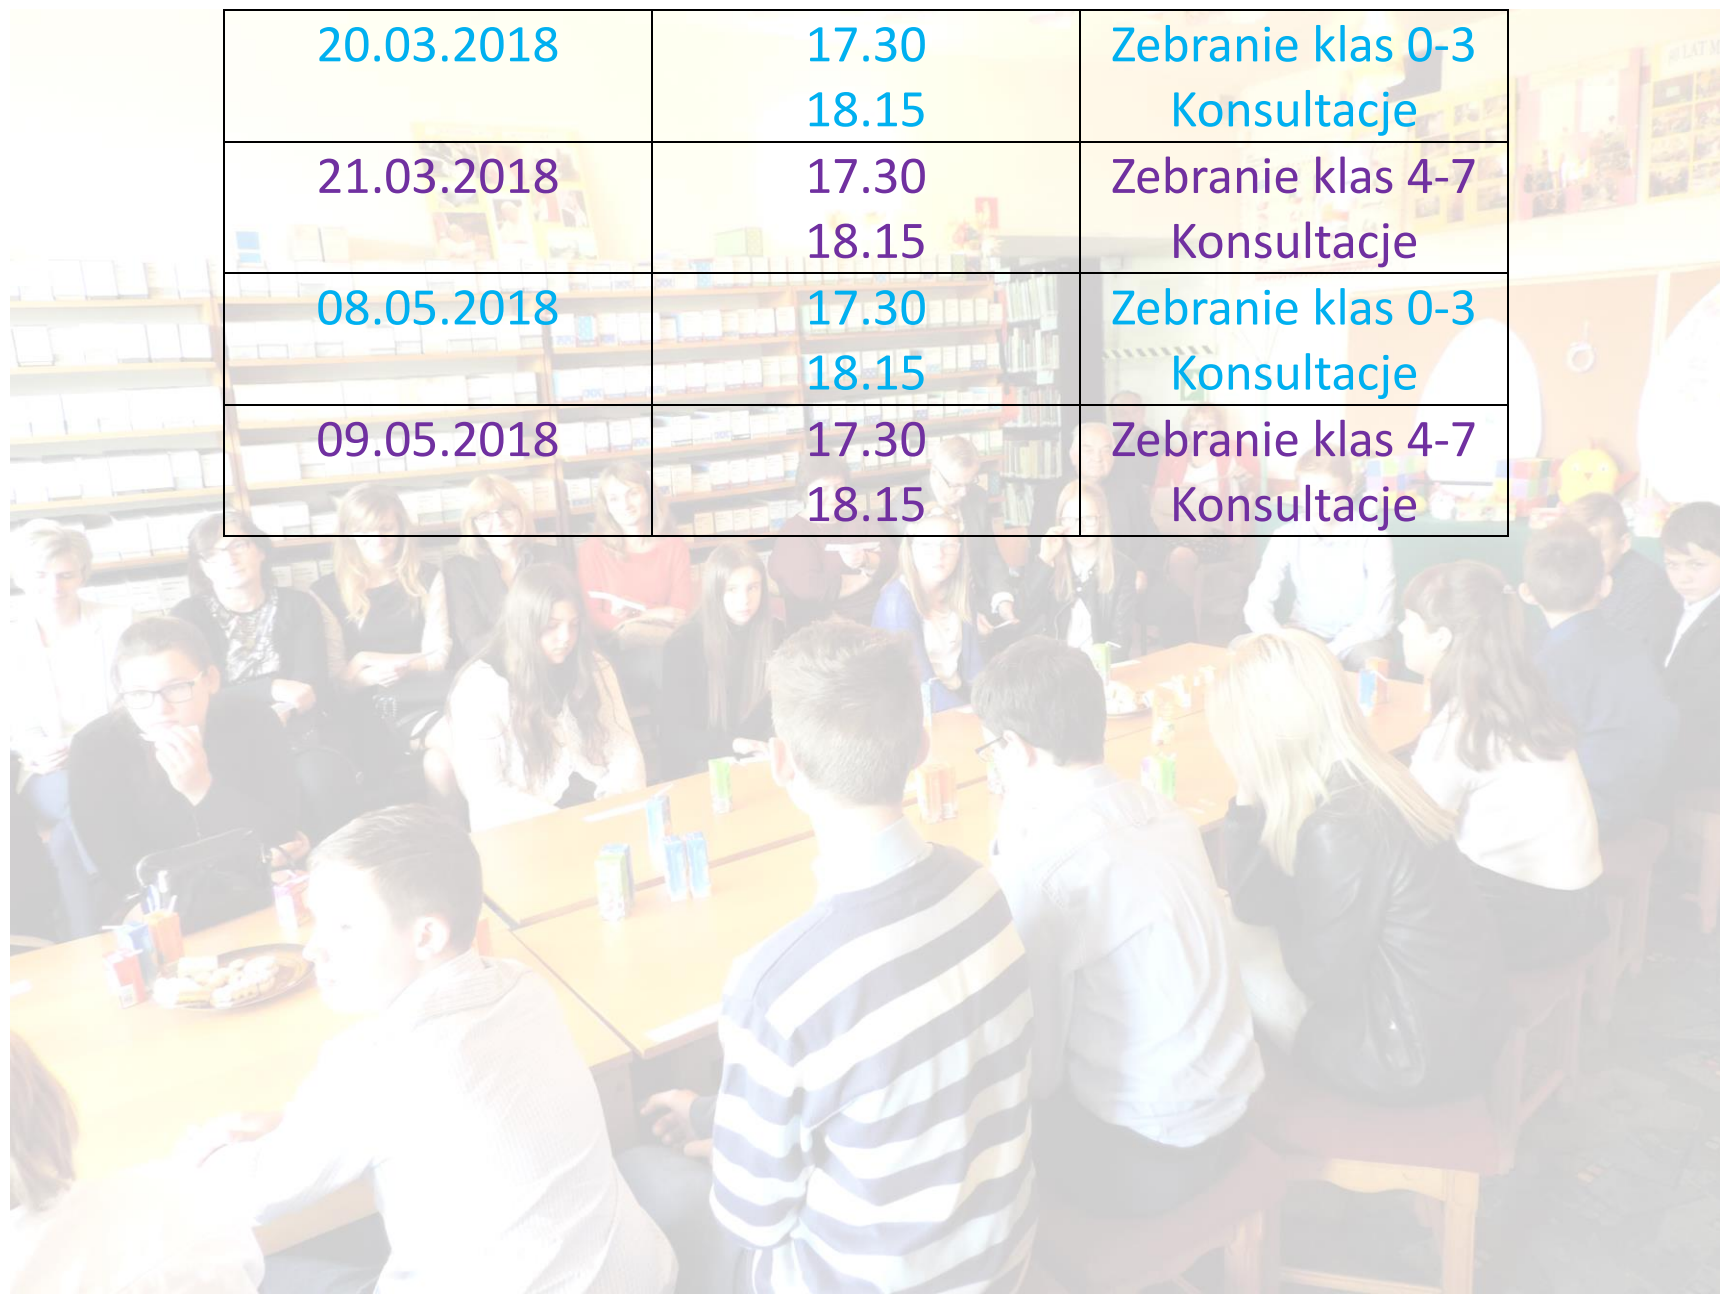 20.03.2018 17.30 Zebranie klas 0-3
18.15 Konsultacje
21.03.2018 17.30 Zebranie klas 4-7
18.15 Konsultacje
08.05.2018 17.30 Zebranie klas 0-3
18.15 Konsultacje
09.05.2018 17.30 Zebranie klas 4-7
18.15 Konsultacje